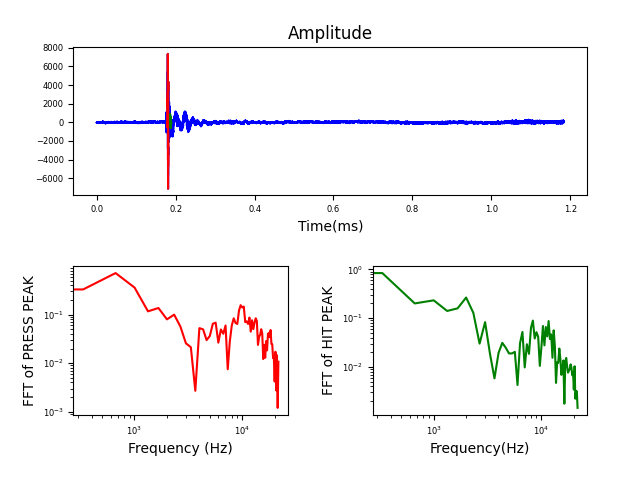 Amplitude
8000
6000
4000
2000
0
−2000
−4000
−6000
0.0 0.2 0.4 0.6 0.8 1.0 1.2
Time(ms)
FFT of PRESS PEAK
10⁻¹
10⁻²
10⁻³
10³ 10⁴
Frequency (Hz)
FFT of HIT PEAK
10⁰
10⁻¹
10⁻²
10³ 10⁴
Frequency(Hz)